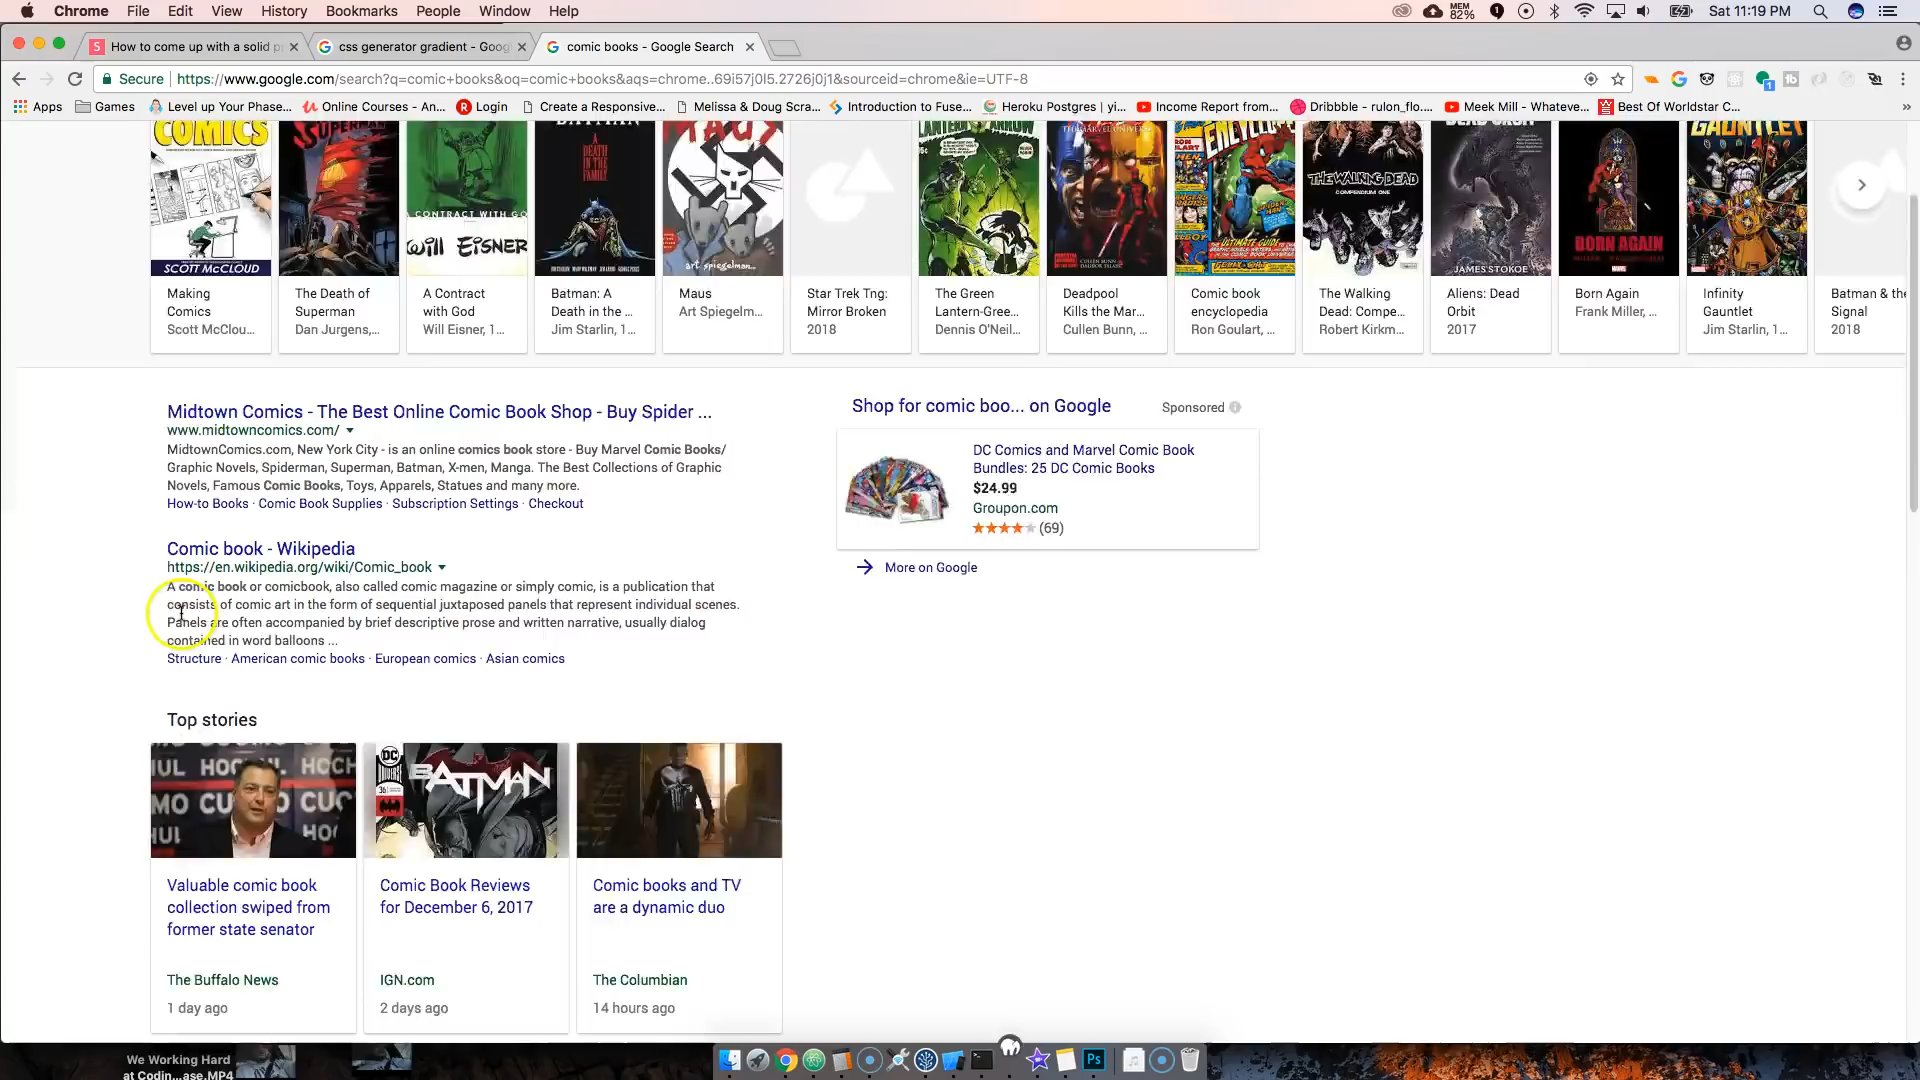 Chrome File Edit View History Bookmarks People Window Help
MEM 82% 1 Sat 11:19 PM
How to come up with a solid p
css generator gradient - Goog
comic books - Google Search
Secure https://www.google.com/search?q=comic+books&oq=comic+books&aqs=chrome..69i57j0l5.2726j0j1&sourceid=chrome&ie=UTF-8
Apps Games Level up Your Phase... Online Courses - An... Login Create a Responsive... Melissa & Doug Scra... Introduction to Fuse... Heroku Postgres | yi... Income Report from... Dribbble - rulon_flo.... Meek Mill - Whateve... Best Of Worldstar C... »
COMICS
SCOTT McCLOUD
SUPERMAN
A CONTRACT WITH GO
WILL EISNER
BATMAN
A DEATH IN THE FAMILY
MAUS
art spiegelman
GREEN LANTERN ARROW
THE MARVEL UNIVERSE
CULLEN BUNN
ENCYCLO
THE WALKING DEAD
COMPENDIUM ONE
DEAD ORBIT
JAMES STOKOE
BORN AGAIN
MARVEL
GAUNTLET
Making Comics
Scott McClou...
The Death of Superman
Dan Jurgens,...
A Contract with God
Will Eisner, 1...
Batman: A Death in the ...
Jim Starlin, 1...
Maus
Art Spiegelm...
Star Trek Tng: Mirror Broken
2018
The Green Lantern-Gree...
Dennis O'Neil...
Deadpool Kills the Mar...
Cullen Bunn, ...
Comic book encyclopedia
Ron Goulart, ...
The Walking Dead: Compe...
Robert Kirkm...
Aliens: Dead Orbit
2017
Born Again
Frank Miller, ...
Infinity Gauntlet
Jim Starlin, 1...
Batman & the Signal
2018
Midtown Comics - The Best Online Comic Book Shop - Buy Spider ...
www.midtowncomics.com/
MidtownComics.com, New York City - is an online comics book store - Buy Marvel Comic Books/
Graphic Novels, Spiderman, Superman, Batman, X-men, Manga. The Best Collections of Graphic
Novels, Famous Comic Books, Toys, Apparels, Statues and many more.
How-to Books · Comic Book Supplies · Subscription Settings · Checkout
Comic book - Wikipedia
https://en.wikipedia.org/wiki/Comic_book
A comic book or comicbook, also called comic magazine or simply comic, is a publication that
consists of comic art in the form of sequential juxtaposed panels that represent individual scenes.
Panels are often accompanied by brief descriptive prose and written narrative, usually dialog
contained in word balloons ...
Structure · American comic books · European comics · Asian comics
Shop for comic boo... on Google
Sponsored
DC Comics and Marvel Comic Book
Bundles: 25 DC Comic Books
$24.99
Groupon.com
(69)
More on Google
Top stories
HOCHUL
CUOMO
DC UNIVERSE
36
BATMAN
Valuable comic book
collection swiped from
former state senator
The Buffalo News
1 day ago
Comic Book Reviews
for December 6, 2017
IGN.com
2 days ago
Comic books and TV
are a dynamic duo
The Columbian
14 hours ago
We Working Hard
at Codin...ase.MP4
Ps